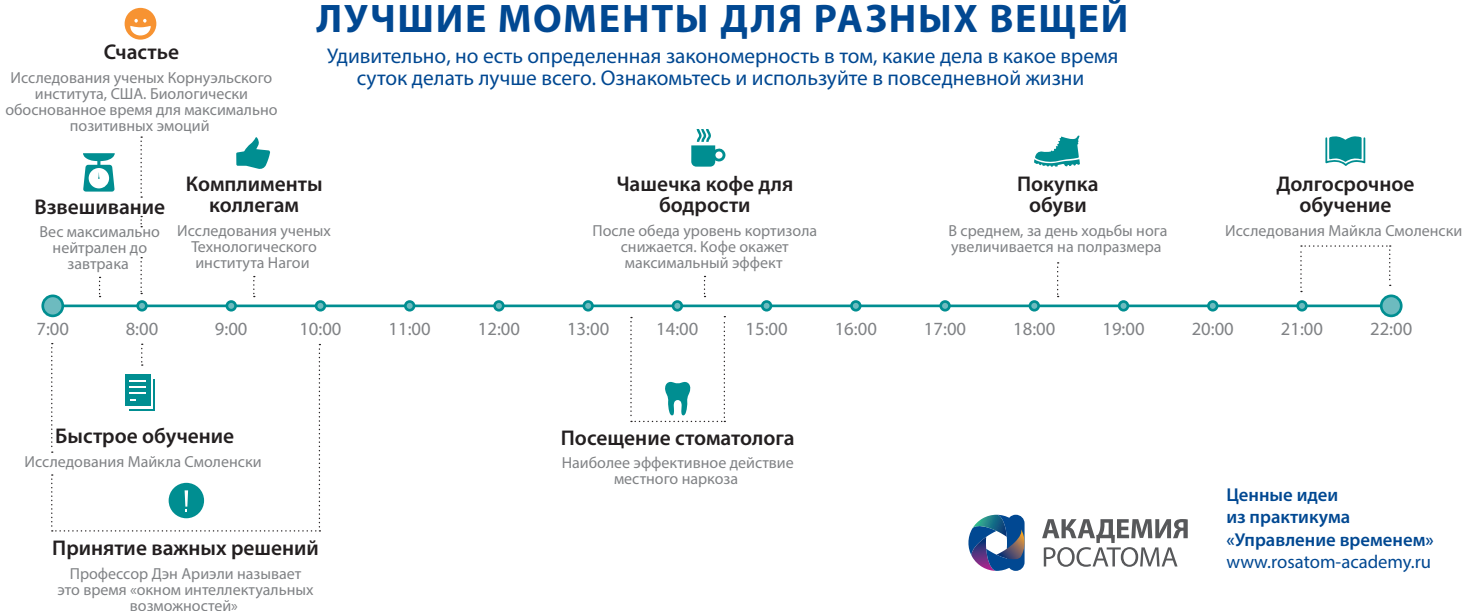 ЛУЧШИЕ МОМЕНТЫ ДЛЯ РАЗНЫХ ВЕЩЕЙ
Удивительно, но есть определенная закономерность в том, какие дела в какое время
суток делать лучше всего. Ознакомьтесь и используйте в повседневной жизни
Счастье
Исследования ученых Корнуэльского
института, США. Биологически
обоснованное время для максимально
позитивных эмоций
Взвешивание
Вес максимально
нейтрален до
завтрака
Комплименты
коллегам
Исследования ученых
Технологического
института Нагои
Чашечка кофе для
бодрости
После обеда уровень кортизола
снижается. Кофе окажет
максимальный эффект
Покупка
обуви
В среднем, за день ходьбы нога
увеличивается на полразмера
Долгосрочное
обучение
Исследования Майкла Смоленски
7:00 8:00 9:00 10:00 11:00 12:00 13:00 14:00 15:00 16:00 17:00 18:00 19:00 20:00 21:00 22:00
Быстрое обучение
Исследования Майкла Смоленски
Принятие важных решений
Профессор Дэн Ариэли называет
это время «окном интеллектуальных
возможностей»
Посещение стоматолога
Наиболее эффективное действие
местного наркоза
АКАДЕМИЯ
РОСАТОМА
Ценные идеи
из практикума
«Управление временем»
www.rosatom-academy.ru